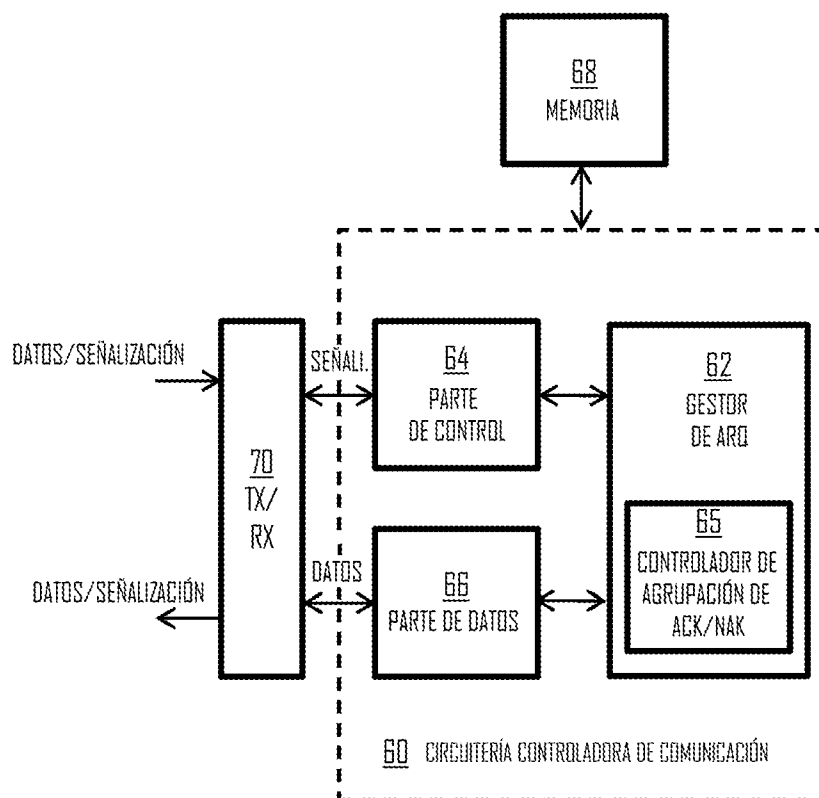 68
MEMORIA
DATOS/SEÑALIZACIÓN
SEÑALI.
64
PARTE
DE CONTROL
62
GESTOR
DE ARQ
70
TX/
RX
DATOS/SEÑALIZACIÓN
DATOS
66
PARTE DE DATOS
65
CONTROLADOR DE
AGRUPACIÓN DE
ACK/NAK
60 CIRCUITERÍA CONTROLADORA DE COMUNICACIÓN